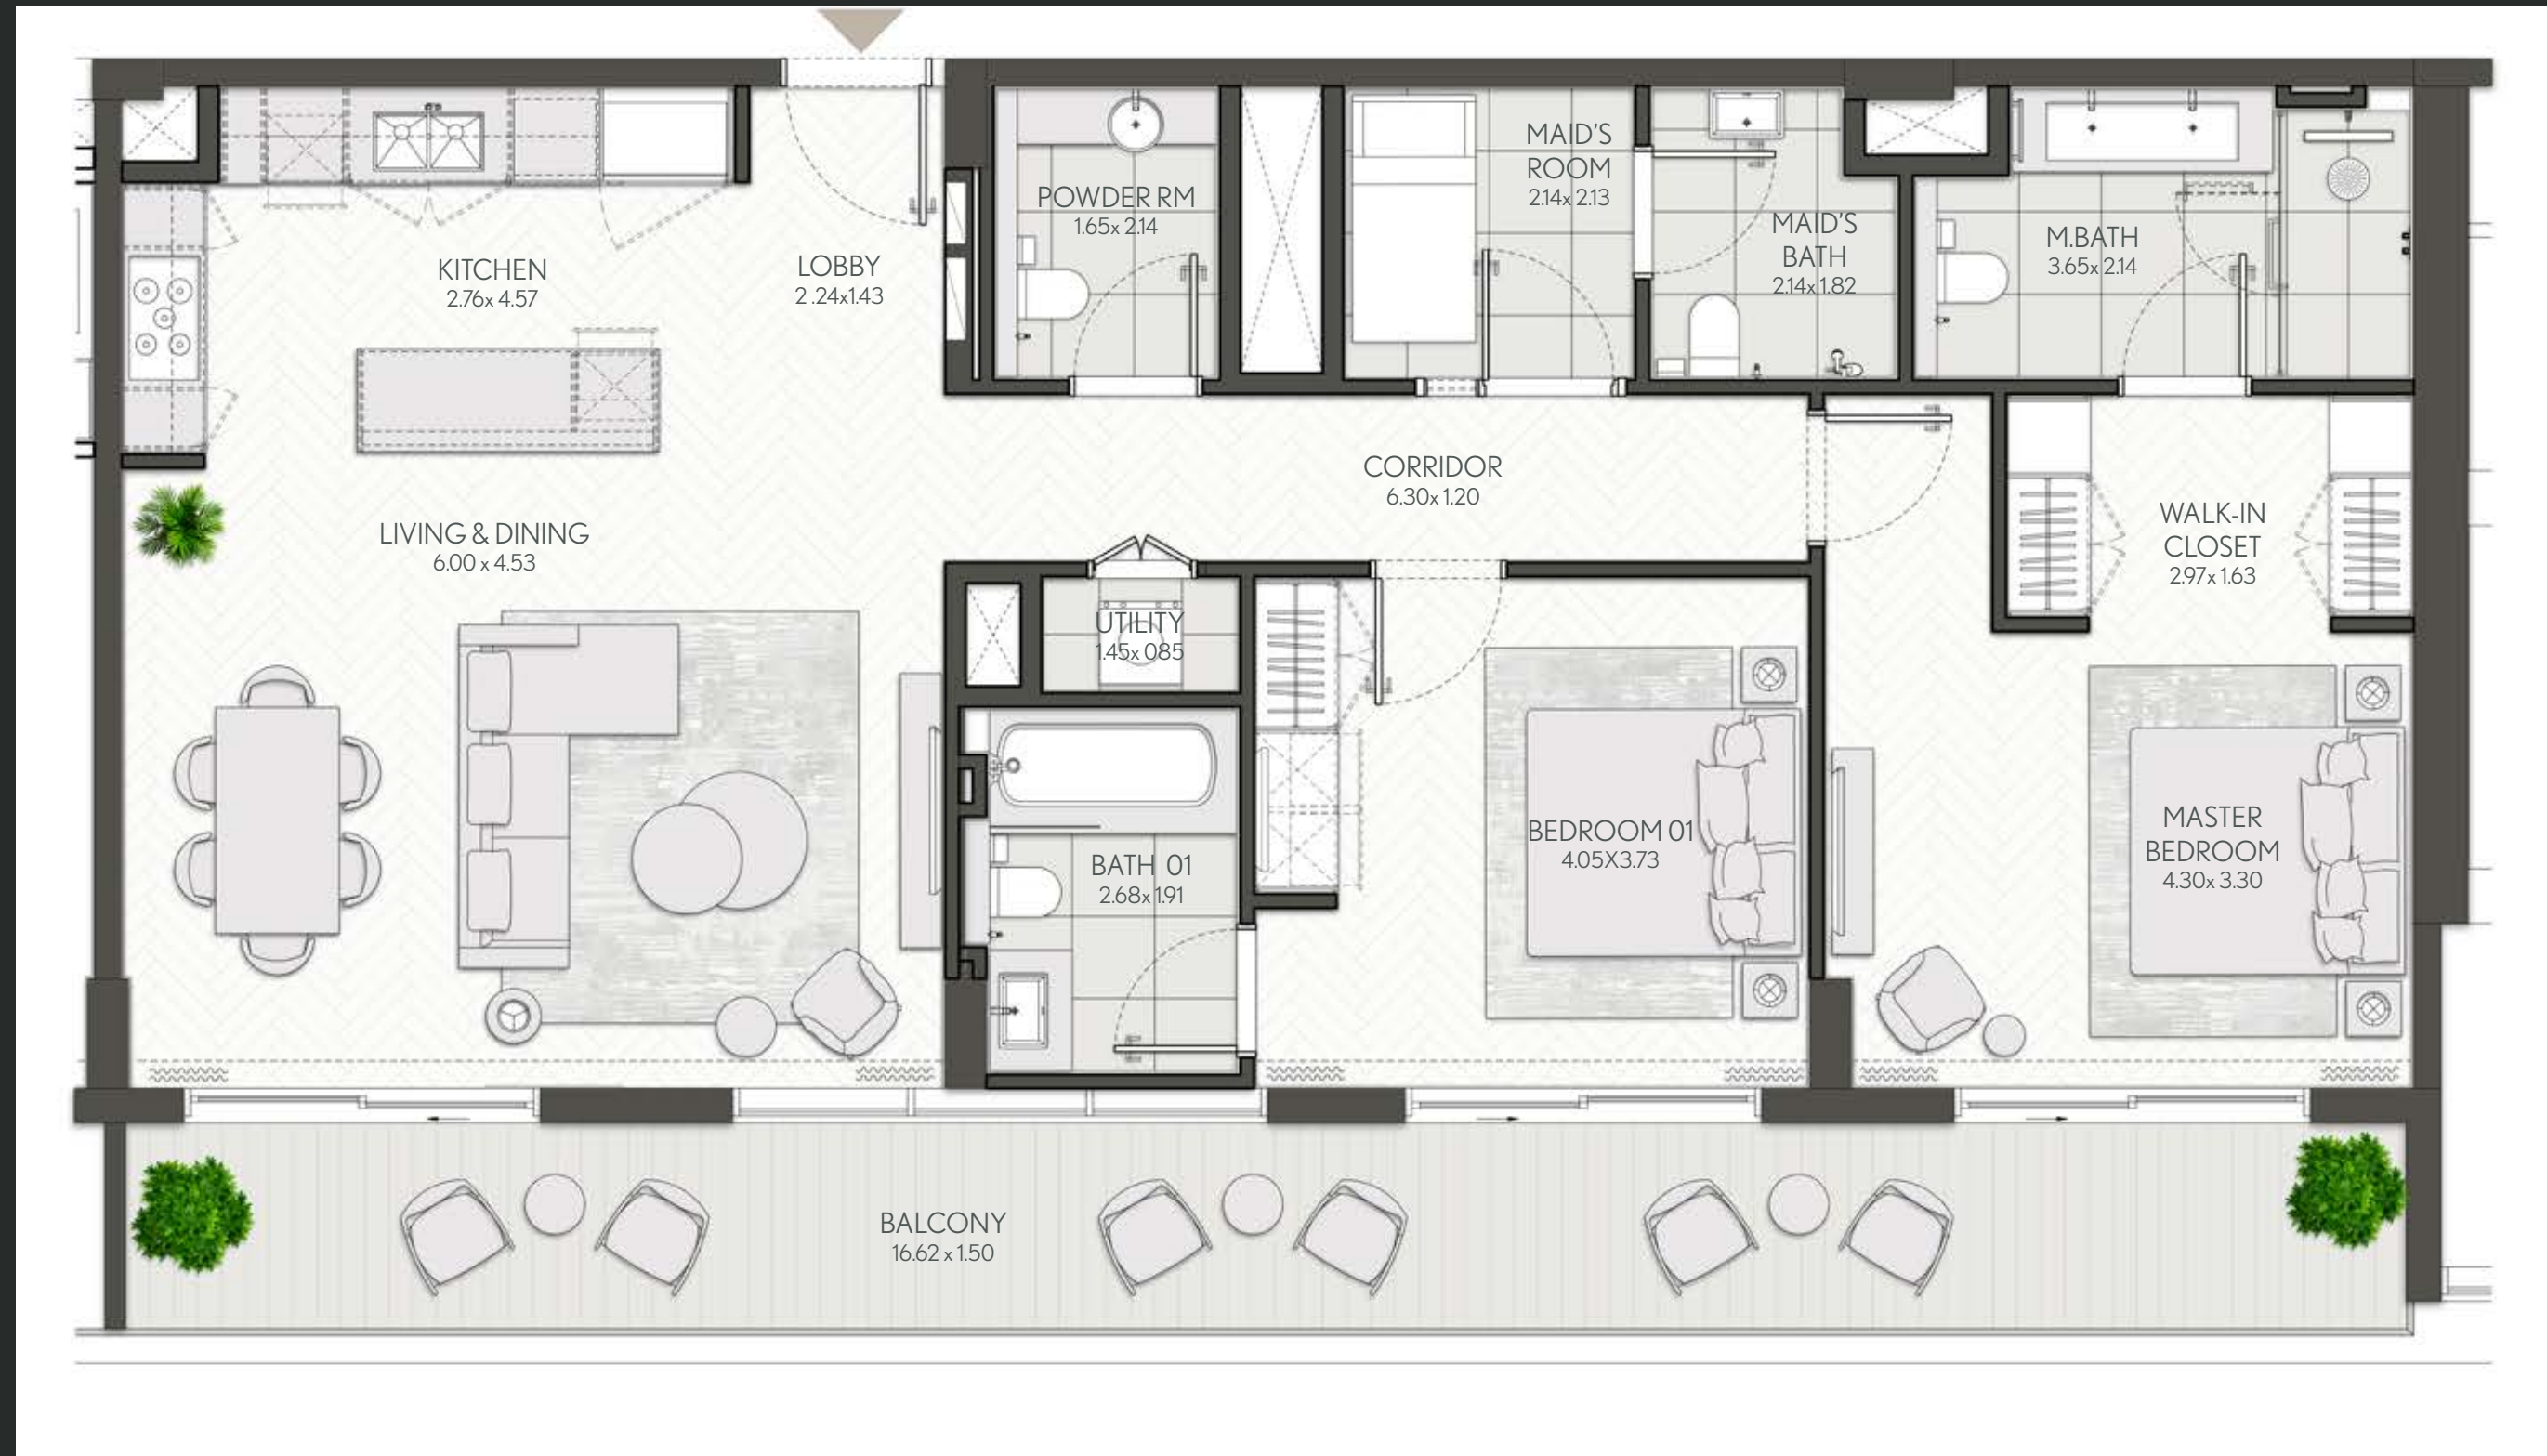 POWDER RM
1.65x 2.14
MAID'S
ROOM
2.14x 2.13
MAID'S
BATH
2.14x 1.82
M.BATH
3.65x 2.14
KITCHEN
2.76x 4.57
LOBBY
2 .24x1.43
CORRIDOR
6.30x 1.20
WALK-IN
CLOSET
2.97x 1.63
LIVING & DINING
6.00 x 4.53
UTILITY
1.45x 085
BATH 01
2.68x 1.91
BEDROOM 01
4.05X3.73
MASTER
BEDROOM
4.30x 3.30
BALCONY
16.62 x 1.50